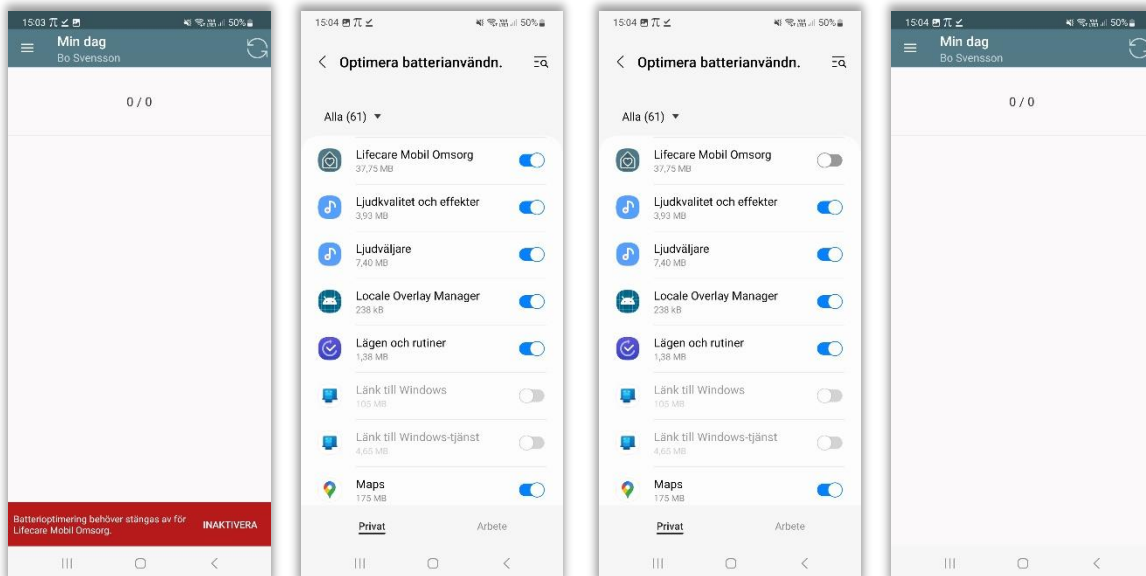 15:03
50%
Min dag
Bo Svensson
0 / 0
Batterioptimering behöver stängas av för
Lifecare Mobil Omsorg.
INAKTIVERA
15:04
50%
Optimera batterianvändn.
Alla (61)
Lifecare Mobil Omsorg
37,75 MB
Ljudkvalitet och effekter
3,93 MB
Ljudväljare
7,40 MB
Locale Overlay Manager
238 kB
Lägen och rutiner
1,38 MB
Länk till Windows
105 MB
Länk till Windows-tjänst
4,65 MB
Maps
175 MB
Privat
Arbete
15:04
50%
Optimera batterianvändn.
Alla (61)
Lifecare Mobil Omsorg
37,75 MB
Ljudkvalitet och effekter
3,93 MB
Ljudväljare
7,40 MB
Locale Overlay Manager
238 kB
Lägen och rutiner
1,38 MB
Länk till Windows
105 MB
Länk till Windows-tjänst
4,65 MB
Maps
175 MB
Privat
Arbete
15:04
50%
Min dag
Bo Svensson
0 / 0